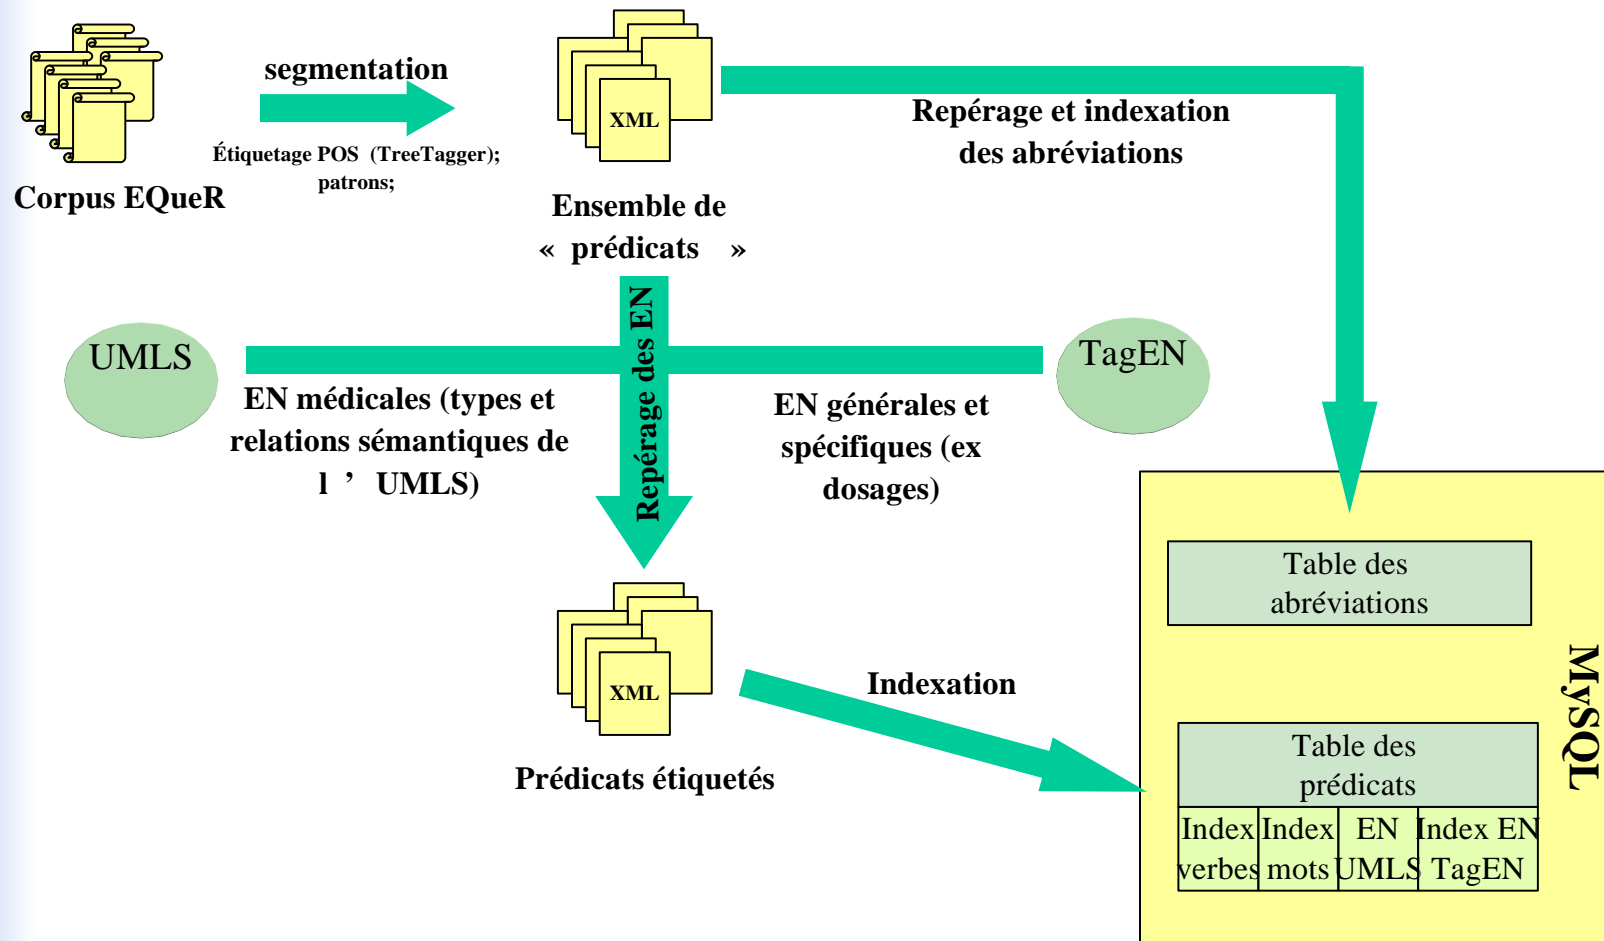 segmentation
Étiquetage POS (TreeTagger);
patrons;
Corpus EQueR
XML
Ensemble de
« prédicats »
Repérage et indexation
des abréviations
UMLS
EN médicales (types et
relations sémantiques de
l ’ UMLS)
Repérage des EN
TagEN
EN générales et
spécifiques (ex
dosages)
XML
Prédicats étiquetés
Indexation
Table des
abréviations
MySQL
Table des
prédicats
Index verbes
Index mots
EN UMLS
Index EN TagEN